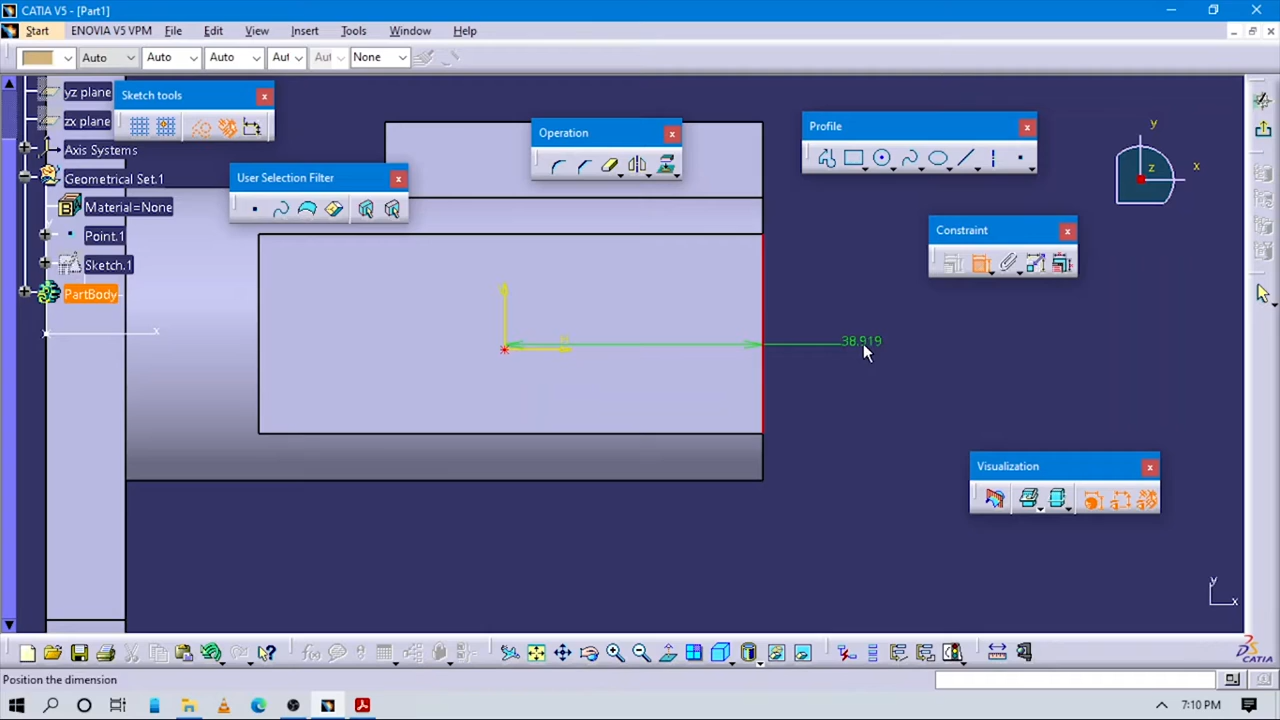 CATIA V5 - [Part1]
Start
ENOVIA V5 VPM
File
Edit
View
Insert
Tools
Window
Help
Auto
Auto
Auto
Aut
Aut
None
yz plane
zx plane
Axis Systems
Geometrical Set.1
Material=None
Point.1
Sketch.1
PartBody
Sketch tools
User Selection Filter
Operation
Profile
Constraint
Visualization
38.919
y
x
z
x
y
x
Position the dimension
CATIA
7:10 PM